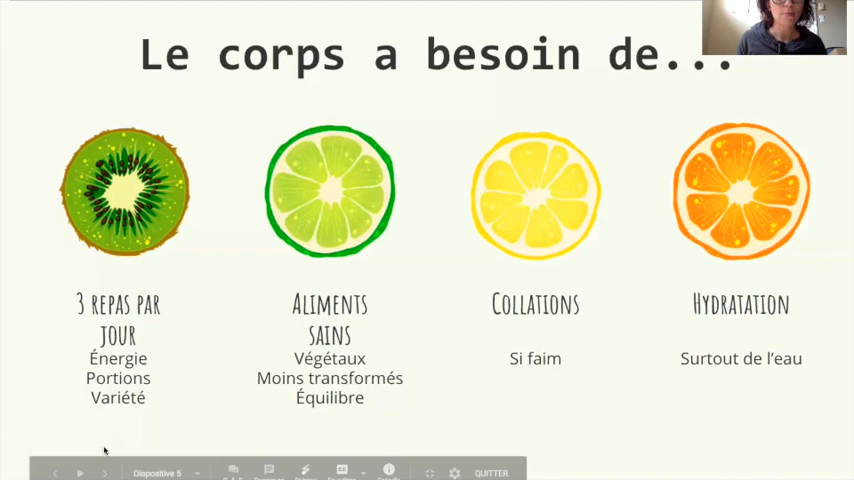 Le corps a besoin de...
3 REPAS PAR
JOUR
Énergie
Portions
Variété
ALIMENTS
SAINS
Végétaux
Moins transformés
Équilibre
COLLATIONS
Si faim
HYDRATATION
Surtout de l'eau
Diapositive 5
QUITTER